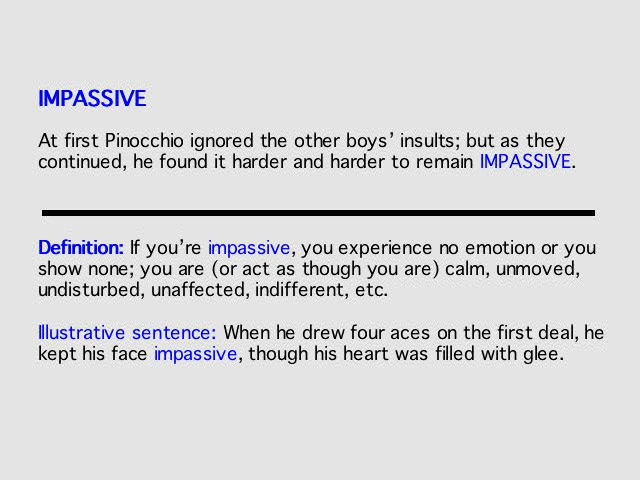 IMPASSIVE
At first Pinocchio ignored the other boys’ insults; but as they
continued, he found it harder and harder to remain IMPASSIVE.
Definition: If you’re impassive, you experience no emotion or you
show none; you are (or act as though you are) calm, unmoved,
undisturbed, unaffected, indifferent, etc.
Illustrative sentence: When he drew four aces on the first deal, he
kept his face impassive, though his heart was filled with glee.